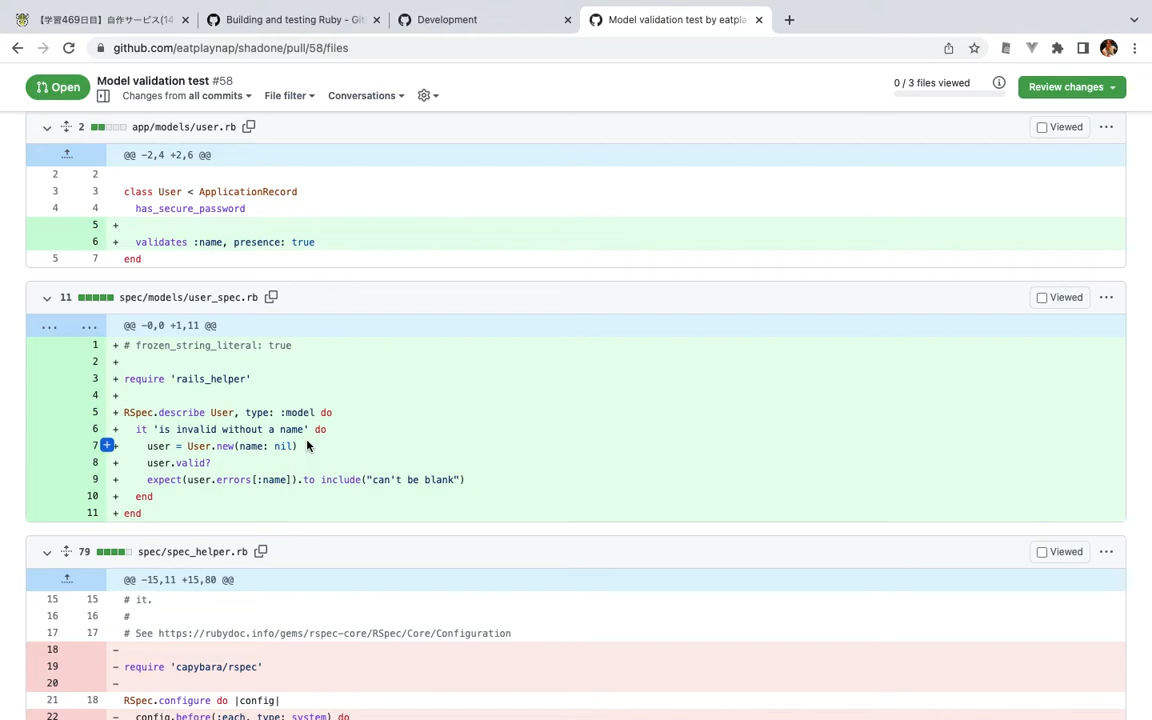 【学習469日目】自作サービス(14
Building and testing Ruby - Git
Development
Model validation test by eatpla
github.com/eatplaynap/shadone/pull/58/files
Open
Model validation test #58
Changes from all commits
File filter
Conversations
0 / 3 files viewed
Review changes
2 app/models/user.rb
Viewed
@@ -2,4 +2,6 @@
2 2
3 3 class User < ApplicationRecord
4 4 has_secure_password
5 +
6 + validates :name, presence: true
5 7 end
11 spec/models/user_spec.rb
Viewed
... ... @@ -0,0 +1,11 @@
1 + # frozen_string_literal: true
2 +
3 + require 'rails_helper'
4 +
5 + RSpec.describe User, type: :model do
6 + it 'is invalid without a name' do
7 + user = User.new(name: nil)
8 + user.valid?
9 + expect(user.errors[:name]).to include("can't be blank")
10 + end
11 + end
79 spec/spec_helper.rb
Viewed
@@ -15,11 +15,80 @@
15 15 # it.
16 16 #
17 17 # See https://rubydoc.info/gems/rspec-core/RSpec/Core/Configuration
18 -
19 - require 'capybara/rspec'
20 -
21 18 RSpec.configure do |config|
22 - config.before(:each, type: system) do